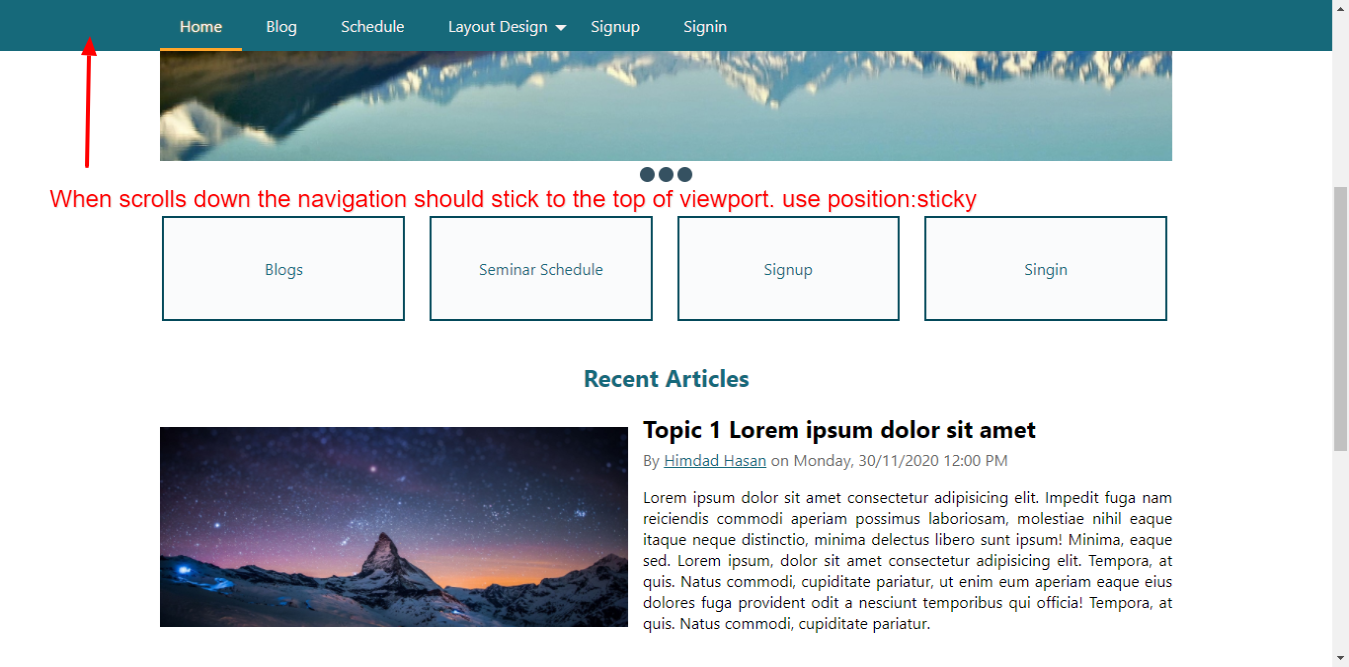 Home Blog Schedule Layout Design Signup Signin
When scrolls down the navigation should stick to the top of viewport. use position:sticky
Blogs Seminar Schedule Signup Singin
Recent Articles
Topic 1 Lorem ipsum dolor sit amet
By Himdad Hasan on Monday, 30/11/2020 12:00 PM
Lorem ipsum dolor sit amet consectetur adipisicing elit. Impedit fuga nam
reiciendis commodi aperiam possimus laboriosam, molestiae nihil eaque
itaque neque distinctio, minima delectus libero sunt ipsum! Minima, eaque
sed. Lorem ipsum, dolor sit amet consectetur adipisicing elit. Tempora, at
quis. Natus commodi, cupiditate pariatur, ut enim eum aperiam eaque eius
dolores fuga provident odit a nesciunt temporibus qui officia! Tempora, at
quis. Natus commodi, cupiditate pariatur.